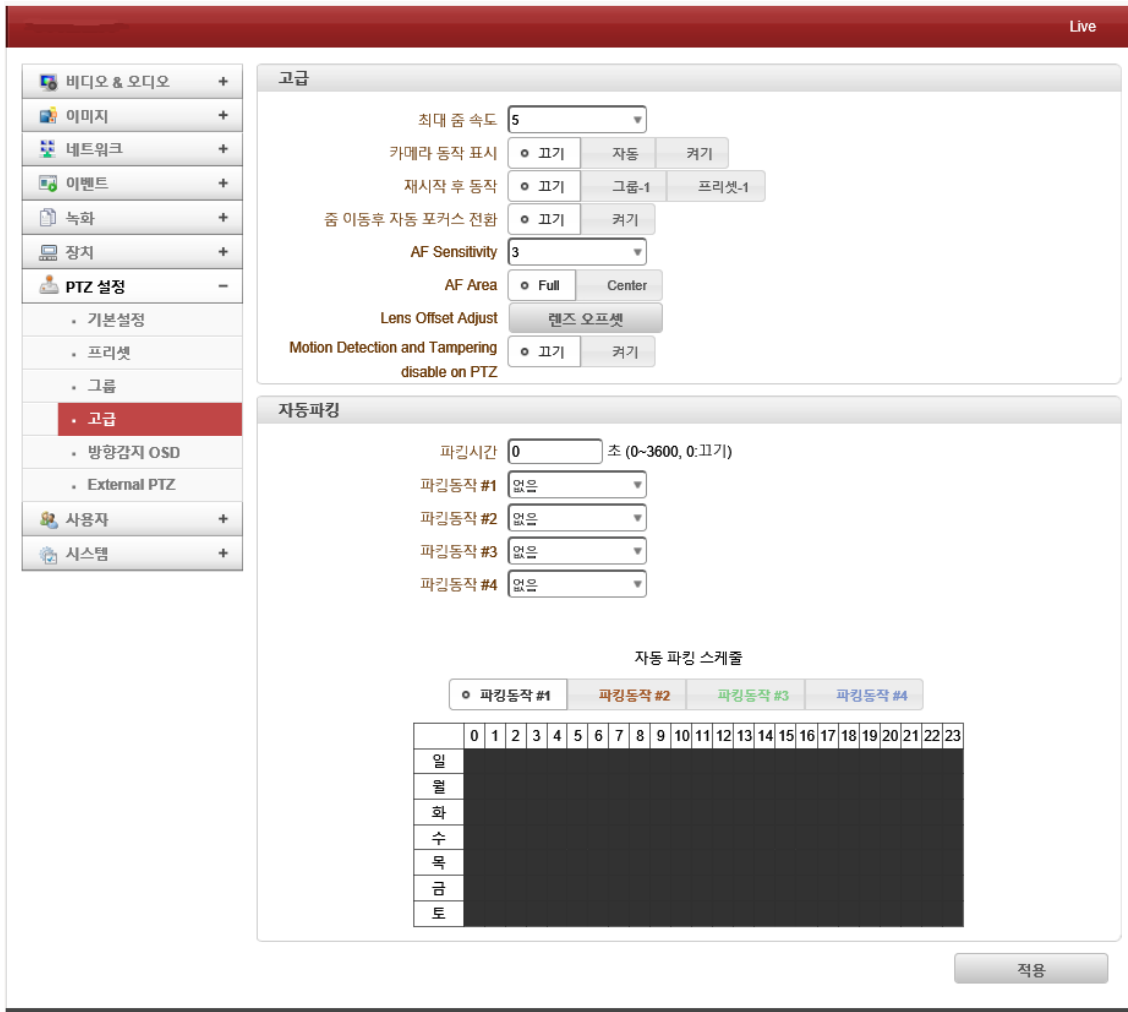 Live
비디오 & 오디오 +
이미지 +
네트워크 +
이벤트 +
녹화 +
장치 +
PTZ 설정 −
기본설정
프리셋
그룹
고급
방향감지 OSD
External PTZ
사용자 +
시스템 +
고급
최대 줌 속도 5
카메라 동작 표시 끄기 자동 켜기
재시작 후 동작 끄기 그룹-1 프리셋-1
줌 이동후 자동 포커스 전환 끄기 켜기
AF Sensitivity 3
AF Area Full Center
Lens Offset Adjust 렌즈 오프셋
Motion Detection and Tampering
disable on PTZ 끄기 켜기
자동파킹
파킹시간 0 초 (0~3600, 0:끄기)
파킹동작 #1 없음
파킹동작 #2 없음
파킹동작 #3 없음
파킹동작 #4 없음
자동 파킹 스케줄
파킹동작 #1 파킹동작 #2 파킹동작 #3 파킹동작 #4
0 1 2 3 4 5 6 7 8 9 10 11 12 13 14 15 16 17 18 19 20 21 22 23
일
월
화
수
목
금
토
적용